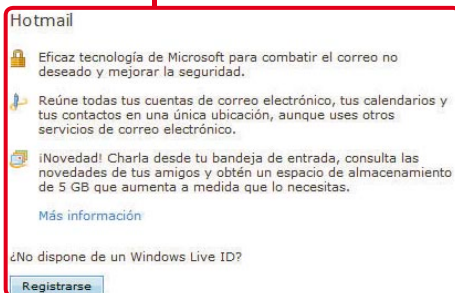 Hotmail
Eficaz tecnología de Microsoft para combatir el correo no
deseado y mejorar la seguridad.
Reúne todas tus cuentas de correo electrónico, tus calendarios y
tus contactos en una única ubicación, aunque uses otros
servicios de correo electrónico.
¡Novedad! Charla desde tu bandeja de entrada, consulta las
novedades de tus amigos y obtén un espacio de almacenamiento
de 5 GB que aumenta a medida que lo necesitas.
Más información
¿No dispone de un Windows Live ID?
Registrarse